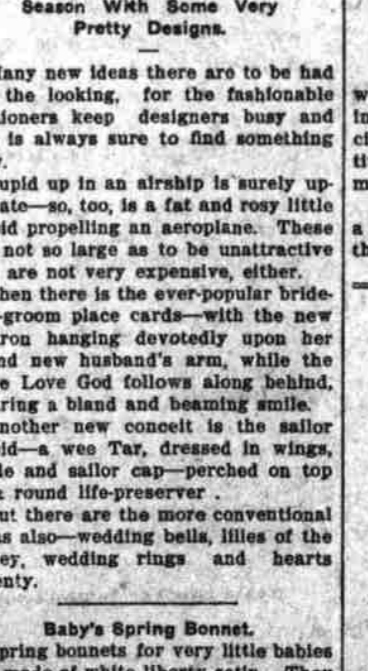 Season With Some Very
Pretty Designs.
any new ideas there are to be had
the looking, for the fashionable
ioners keep designers busy and
is always sure to find something
upid up in an airship is surely up-
ate—so, too, is a fat and rosy little
id propelling an aeroplane. These
not so large as to be unattractive
are not very expensive, either.
hen there is the ever-popular bride-
-groom place cards—with the new
ron hanging devotedly upon her
nd new husband's arm, while the
e Love God follows along behind,
ring a bland and beaming smile.
nother new conceit is the sailor
id—a wee Tar, dressed in wings,
le and sailor cap—perched on top
round life-preserver .
ut there are the more conventional
s also—wedding bells, lilies of the
ey, wedding rings and hearts
enty.
Baby's Spring Bonnet.
pring bonnets for very little babies
made of white liberty satin. They